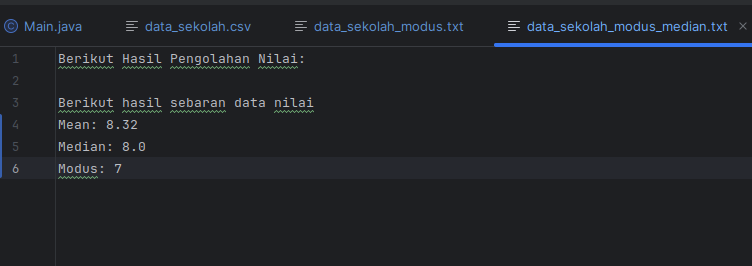 Main.java data_sekolah.csv data_sekolah_modus.txt data_sekolah_modus_median.txt
1 Berikut Hasil Pengolahan Nilai:
2
3 Berikut hasil sebaran data nilai
4 Mean: 8.32
5 Median: 8.0
6 Modus: 7